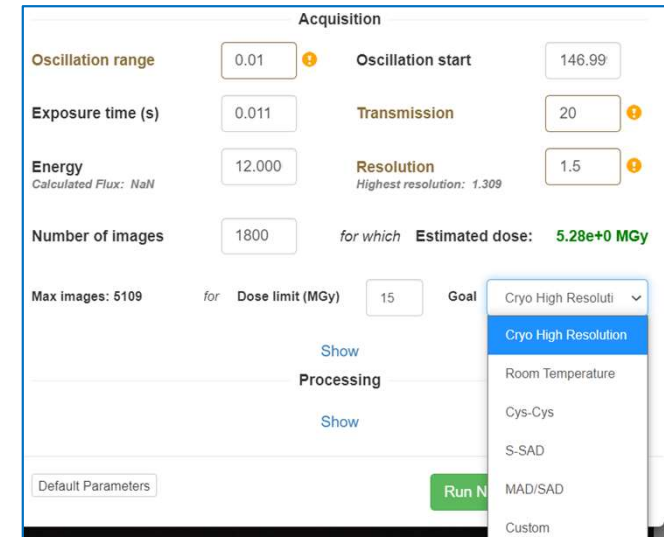 Acquisition
Oscillation range 0.01 Oscillation start 146.99
Exposure time (s) 0.011 Transmission 20
Energy 12.000 Resolution 1.5
Calculated Flux: NaN Highest resolution: 1.309
Number of images 1800 for which Estimated dose: 5.28e+0 MGy
Max images: 5109 for Dose limit (MGy) 15 Goal Cryo High Resoluti
Cryo High Resolution
Show
Room Temperature
Processing
Cys-Cys
Show
S-SAD
Default Parameters Run N MAD/SAD
Custom